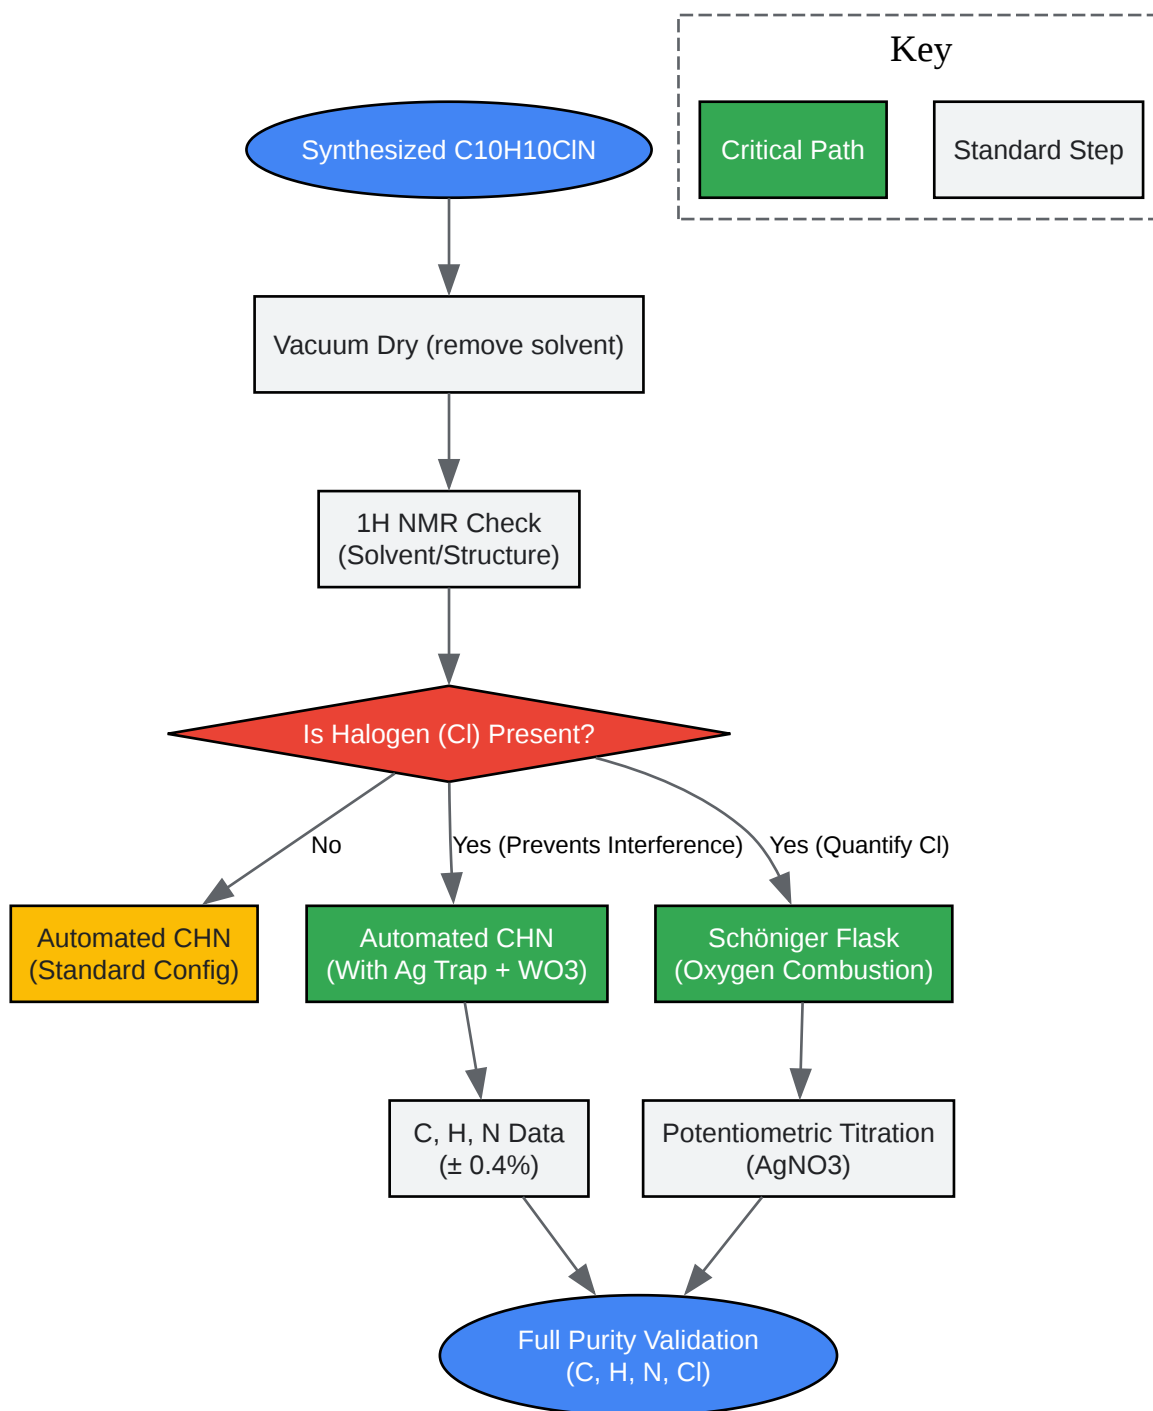 Key
Critical Path
Standard Step
Synthesized C10H10ClN
Vacuum Dry (remove solvent)
1H NMR Check
(Solvent/Structure)
Is Halogen (Cl) Present?
No
Yes (Prevents Interference)
Yes (Quantify Cl)
Automated CHN
(Standard Config)
Automated CHN
(With Ag Trap + WO3)
Schöniger Flask
(Oxygen Combustion)
C, H, N Data
(± 0.4%)
Potentiometric Titration
(AgNO3)
Full Purity Validation
(C, H, N, Cl)